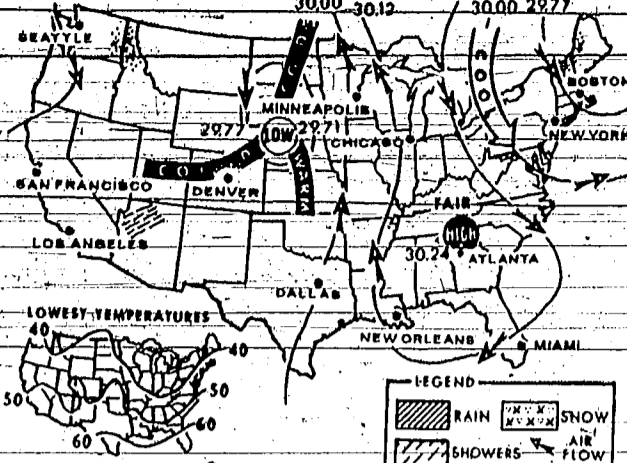 30.00 30.12 30.00 29.77
SEATTLE
COLD
COOL
BOSTON
MINNEAPOLIS
29.77 LOW 29.71
CHICAGO
NEW YORK
COLD
WARM
SAN FRANCISCO
DENVER
FAIR
HIGH
LOS ANGELES
30.24
ATLANTA
DALLAS
LOWEST TEMPERATURES
NEW ORLEANS
MIAMI
40
40
50
50
60
60
LEGEND
RAIN
SNOW
SHOWERS
AIR
FLOW